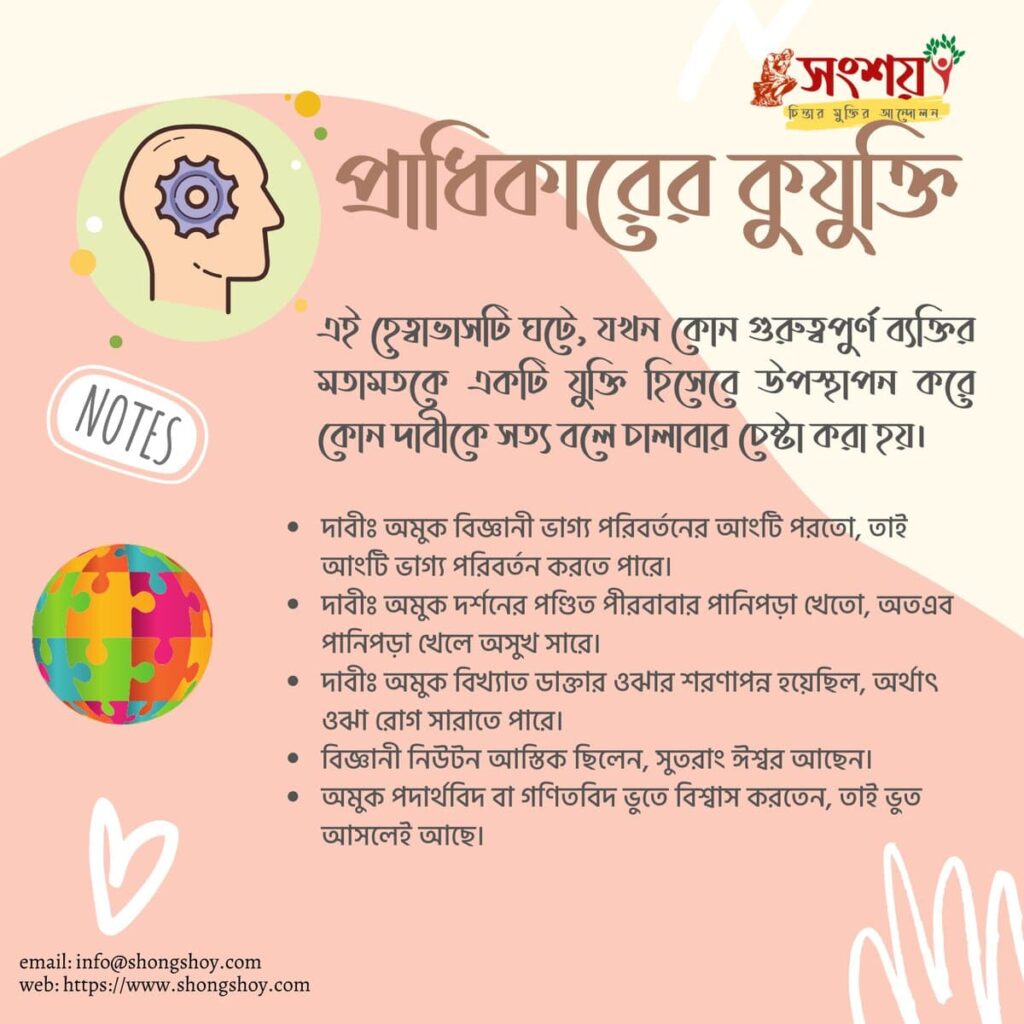 সংশয়
চিন্তার মুক্তির আন্দোলন
প্রাধিকারের কুযুক্তি
এই হেত্বাভাসটি ঘটে, যখন কোন গুরুত্বপুর্ণ ব্যক্তির
মতামতকে একটি যুক্তি হিসেবে উপস্থাপন করে
কোন দাবীকে সত্য বলে চালাবার চেষ্টা করা হয়।
NOTES
• দাবীঃ অমুক বিজ্ঞানী ভাগ্য পরিবর্তনের আংটি পরতো, তাই
আংটি ভাগ্য পরিবর্তন করতে পারে।
• দাবীঃ অমুক দর্শনের পণ্ডিত পীরবাবার পানিপড়া খেতো, অতএব
পানিপড়া খেলে অসুখ সারে।
• দাবীঃ অমুক বিখ্যাত ডাক্তার ওঝার শরণাপন্ন হয়েছিল, অর্থাৎ
ওঝা রোগ সারাতে পারে।
• বিজ্ঞানী নিউটন আস্তিক ছিলেন, সুতরাং ঈশ্বর আছেন।
• অমুক পদার্থবিদ বা গণিতবিদ ভুতে বিশ্বাস করতেন, তাই ভুত
আসলেই আছে।
email: info@shongshoy.com
web: https://www.shongshoy.com